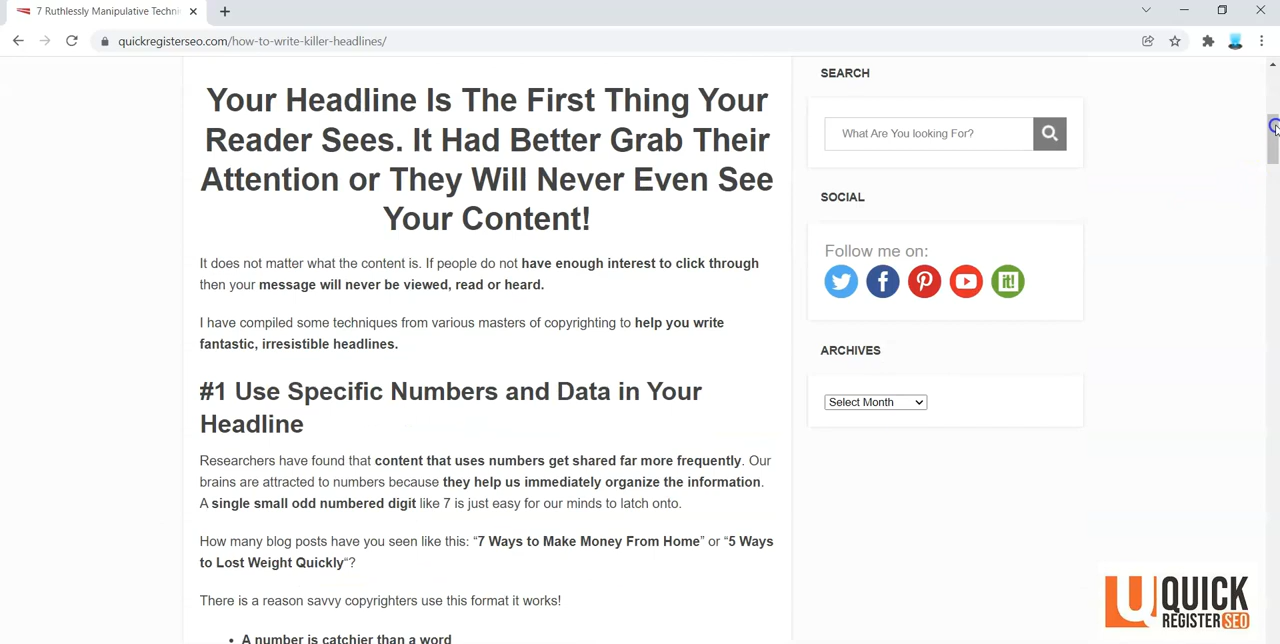 7 Ruthlessly Manipulative Techni
quickregisterseo.com/how-to-write-killer-headlines/
Your Headline Is The First Thing Your
Reader Sees. It Had Better Grab Their
Attention or They Will Never Even See
Your Content!
It does not matter what the content is. If people do not have enough interest to click through
then your message will never be viewed, read or heard.
I have compiled some techniques from various masters of copyrighting to help you write
fantastic, irresistible headlines.
#1 Use Specific Numbers and Data in Your
Headline
Researchers have found that content that uses numbers get shared far more frequently. Our
brains are attracted to numbers because they help us immediately organize the information.
A single small odd numbered digit like 7 is just easy for our minds to latch onto.
How many blog posts have you seen like this: “7 Ways to Make Money From Home” or “5 Ways
to Lost Weight Quickly“?
There is a reason savvy copyrighters use this format it works!
• A number is catchier than a word
SEARCH
What Are You looking For?
SOCIAL
Follow me on:
it!
ARCHIVES
Select Month
QUICK
REGISTER SEO